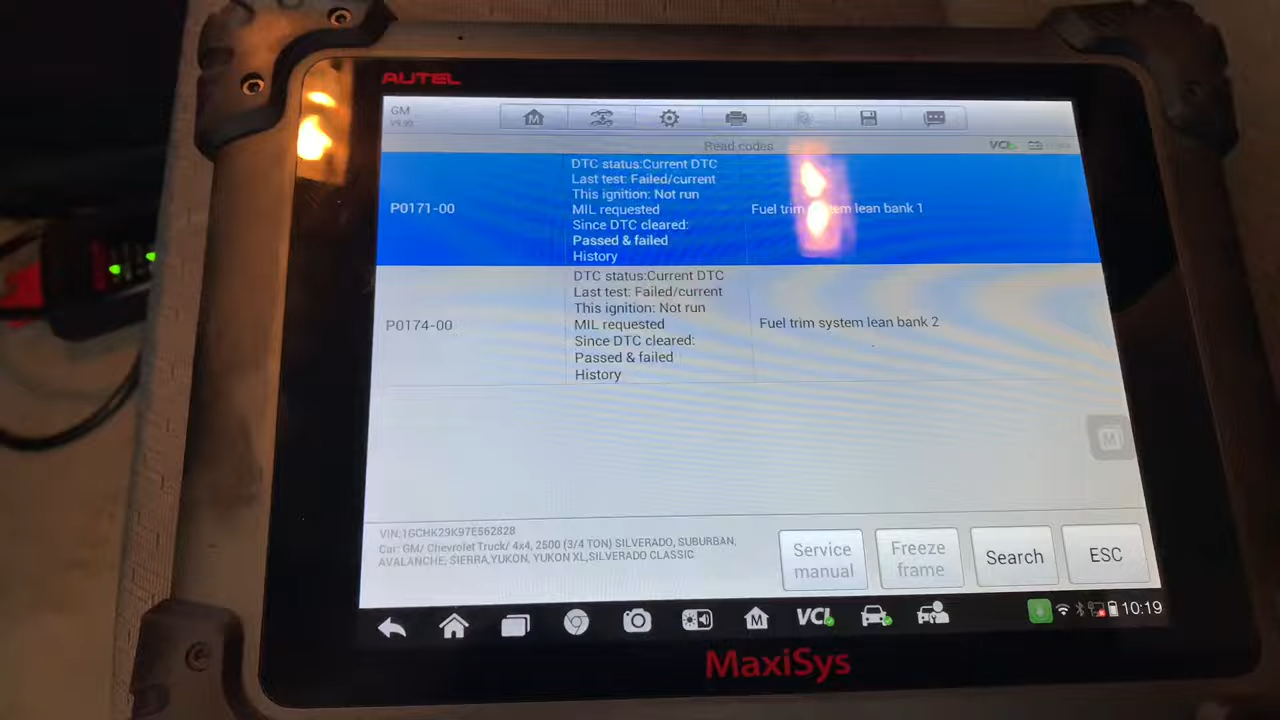 AUTEL
GM
V9.99
Read codes
VCI
P0171-00
DTC status:Current DTC
Last test: Failed/current
This ignition: Not run
MIL requested
Since DTC cleared:
Passed & failed
History
Fuel trim system lean bank 1
P0174-00
DTC status:Current DTC
Last test: Failed/current
This ignition: Not run
MIL requested
Since DTC cleared:
Passed & failed
History
Fuel trim system lean bank 2
VIN:1GCHK29K97E562828
Car: GM/ Chevrolet Truck/ 4x4, 2500 (3/4 TON) SILVERADO, SUBURBAN,
AVALANCHE, SIERRA,YUKON, YUKON XL,SILVERADO CLASSIC
Service
manual
Freeze
frame
Search
ESC
VCI
10:19
MaxiSys